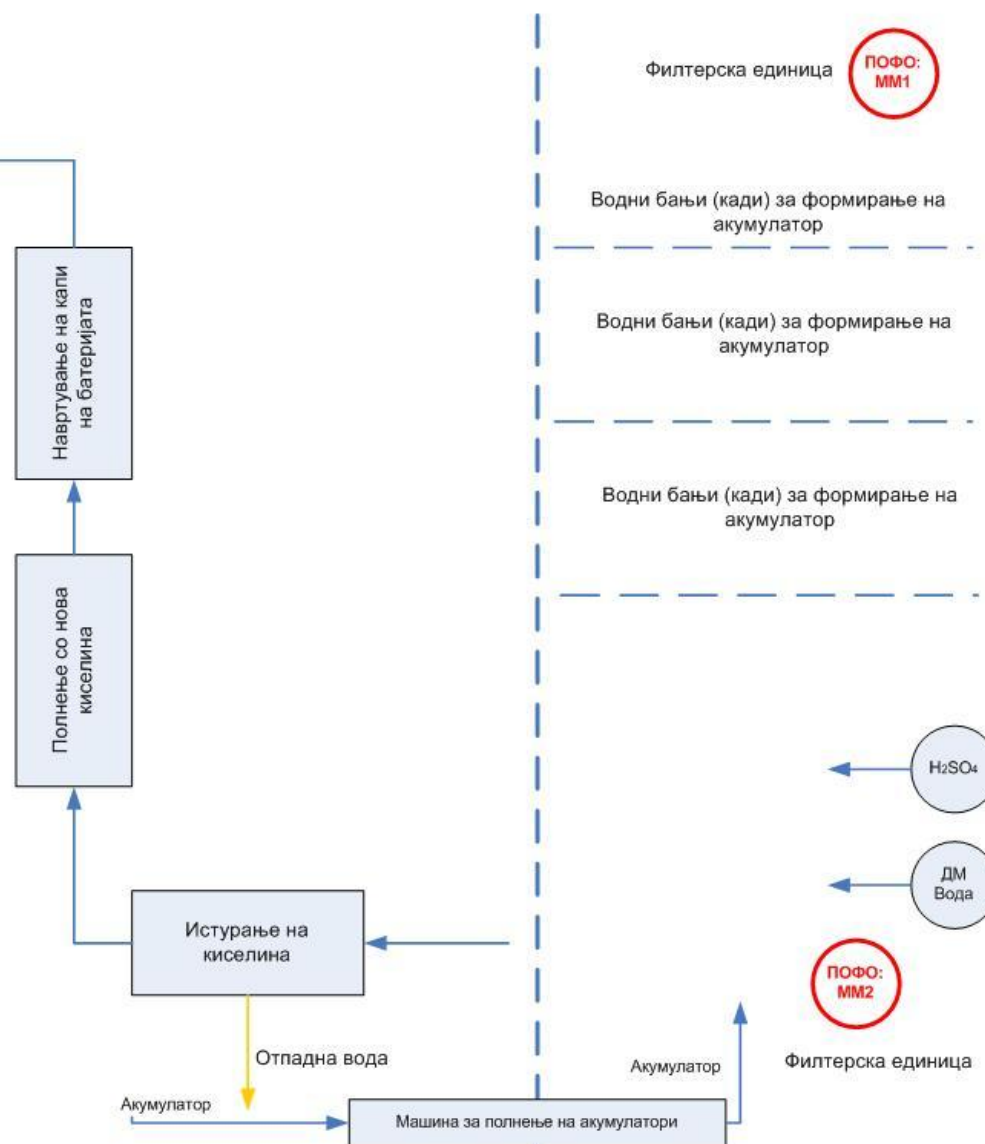 Филтерска единица
ПОФО:
ММ1
Водни бањи (кади) за формирање на
акумулатор
Водни бањи (кади) за формирање на
акумулатор
Водни бањи (кади) за формирање на
акумулатор
Навртување на капи
на батеријата
Полнење со нова
киселина
H₂SO₄
ДМ
Вода
Истурање на
киселина
ПОФО:
ММ2
Отпадна вода
Филтерска единица
Акумулатор
Акумулатор
Машина за полнење на акумулатори